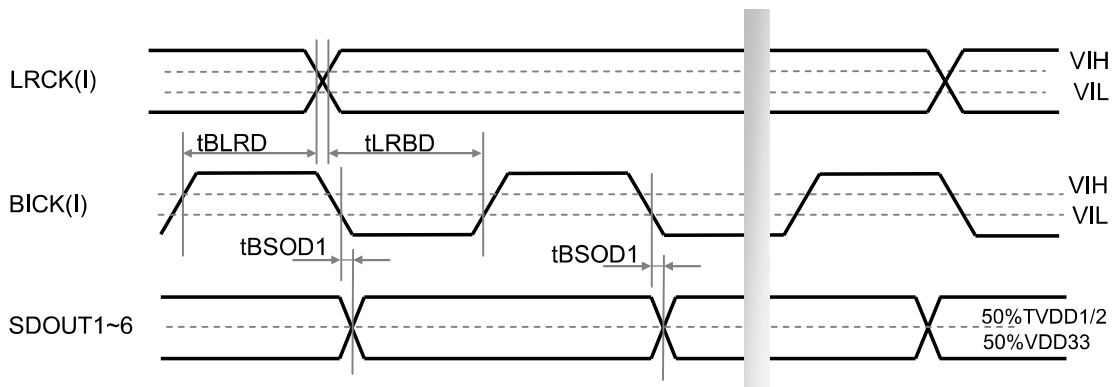 LRCK(I)
VIH
VIL
tBLRD
tLRBD
BICK(I)
VIH
VIL
tBSOD1
tBSOD1
SDOUT1~6
50%TVDD1/2
50%VDD33